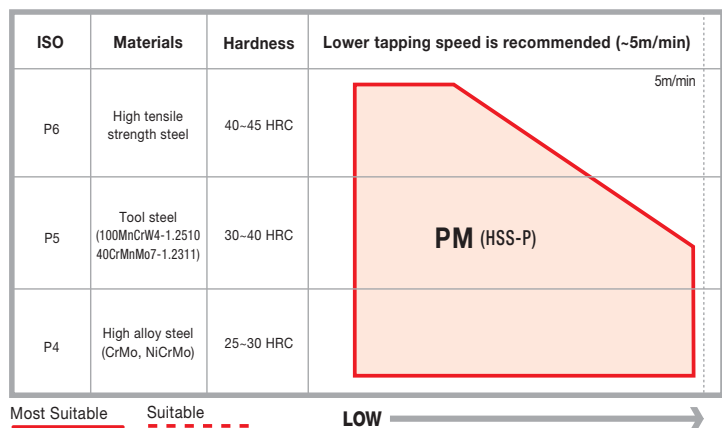 ISO Materials Hardness Lower tapping speed is recommended (~5m/min)
5m/min
P6 High tensile strength steel 40~45 HRC
P5 Tool steel (100MnCrW4-1.2510 40CrMnMo7-1.2311) 30~40 HRC PM (HSS-P)
P4 High alloy steel (CrMo, NiCrMo) 25~30 HRC
Most Suitable Suitable LOW